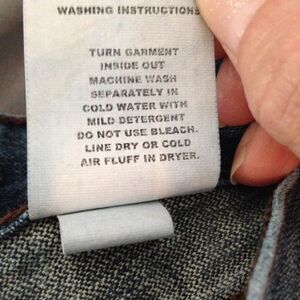 WASHING INSTRUCTIONS
TURN GARMENT
INSIDE OUT
MACHINE WASH
SEPARATELY IN
COLD WATER WITH
MILD DETERGENT
DO NOT USE BLEACH.
LINE DRY OR COLD
AIR FLUFF IN DRYER.